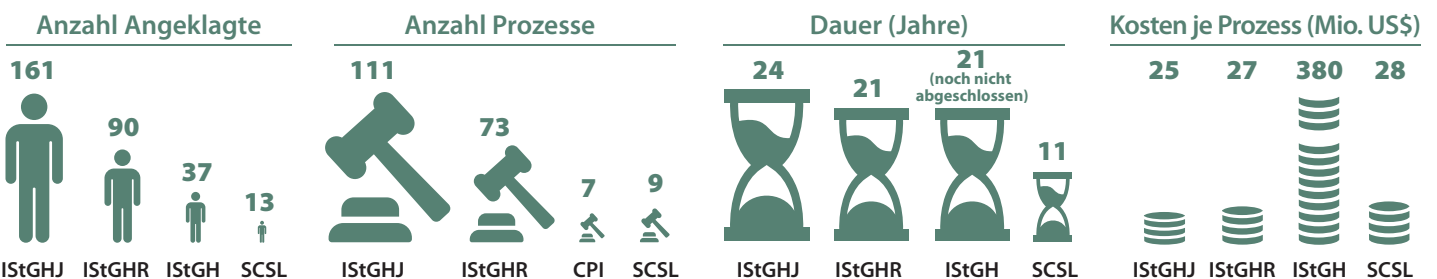 Anzahl Angeklagte
161
90
37
13
IStGHJ IStGHR IStGH SCSL
Anzahl Prozesse
111
73
7
9
IStGHJ IStGHR CPI SCSL
Dauer (Jahre)
24
21
21
(noch nicht
abgeschlossen)
11
IStGHJ IStGHR IStGH SCSL
Kosten je Prozess (Mio. US$)
25 27 380 28
IStGHJ IStGHR IStGH SCSL